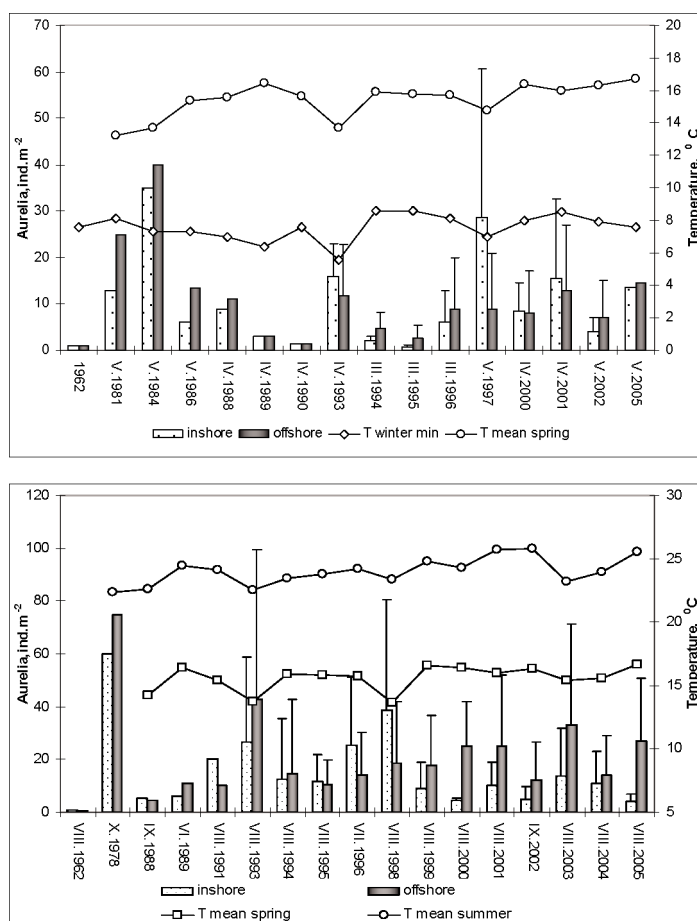 70
60
50
40
30
20
10
0
Aurelia,ind.m-2
20
18
16
14
12
10
8
6
4
2
0
Temperature, ⁰C
1962
V.1981
V.1984
V.1986
IV.1988
IV.1989
IV.1990
IV.1993
III.1994
III.1995
III.1996
V.1997
IV.2000
IV.2001
V.2002
V.2005
inshore offshore T winter min T mean spring
120
100
80
60
40
20
0
Aurelia,ind.m-2
30
25
20
15
10
5
Temperature, ⁰C
VIII.1962
X.1978
IX.1988
VI.1989
VIII.1991
VIII.1993
VIII.1994
VIII.1995
VIII.1996
VIII.1998
VIII.1999
VIII.2000
VIII.2001
IX.2002
VIII.2003
VIII.2004
VIII.2005
inshore offshore
T mean spring T mean summer